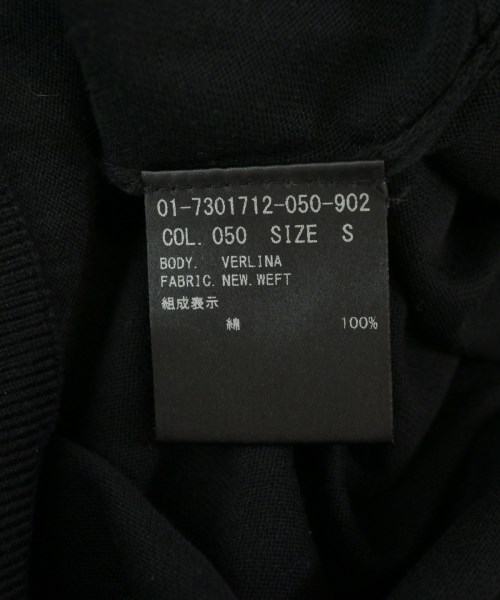 01-7301712-050-902
COL. 050 SIZE S
BODY. VERLINA
FABRIC. NEW. WEFT
組成表示
綿 100%